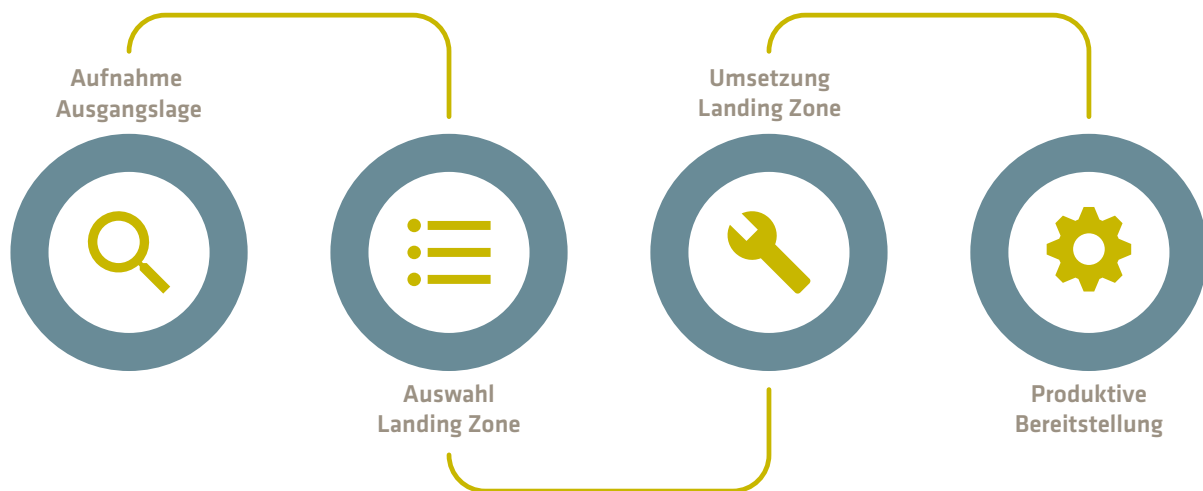 Aufnahme
Ausgangslage
Auswahl
Landing Zone
Umsetzung
Landing Zone
Produktive
Bereitstellung